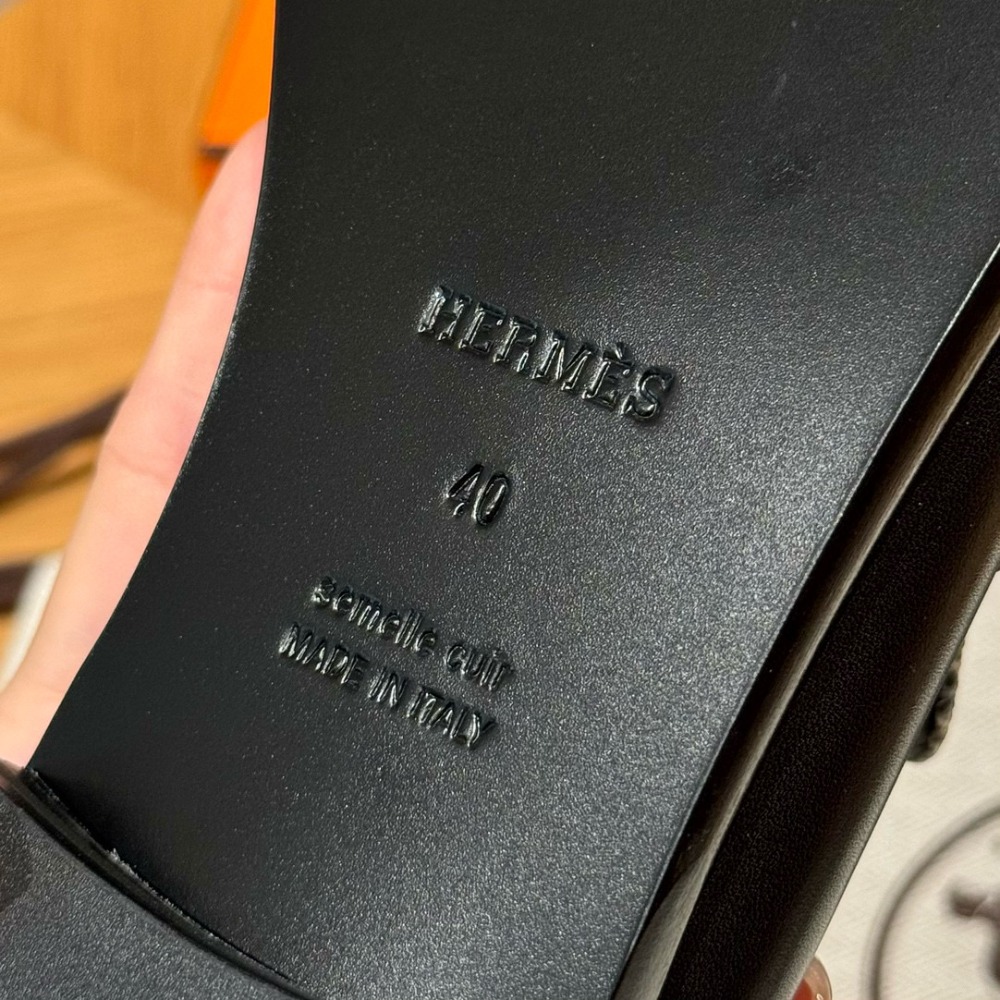 HERMÈS
40
semelle cuir
MADE IN ITALY